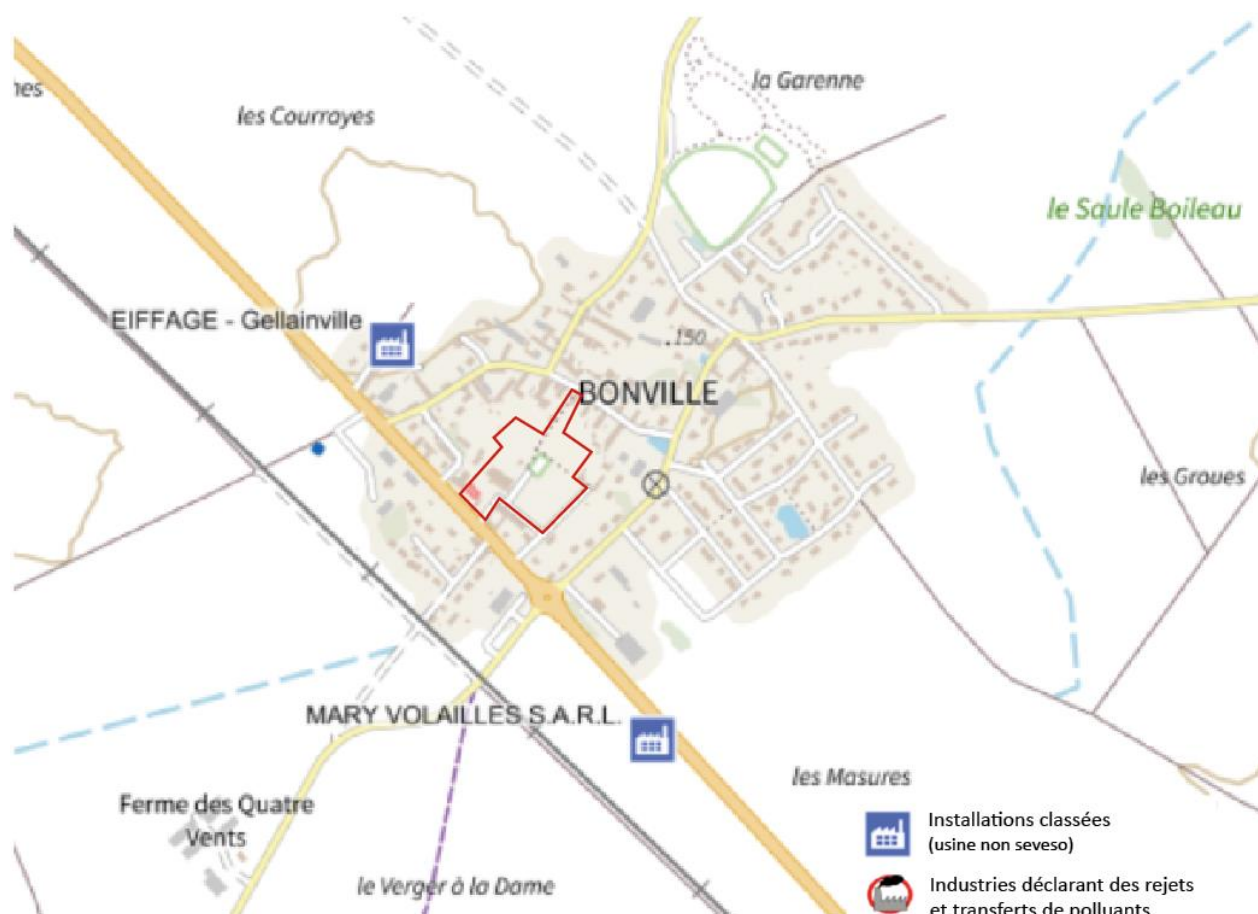 la Garenne
les Courrayes
le Saule Boileau
EIFFAGE - Gellainville
.150
BONVILLE
les Groues
MARY VOLAILLES S.A.R.L.
les Masures
Ferme des Quatre
Vents
le Verger à la Dame
Installations classées
(usine non seveso)
Industries déclarant des rejets
et transferts de polluants